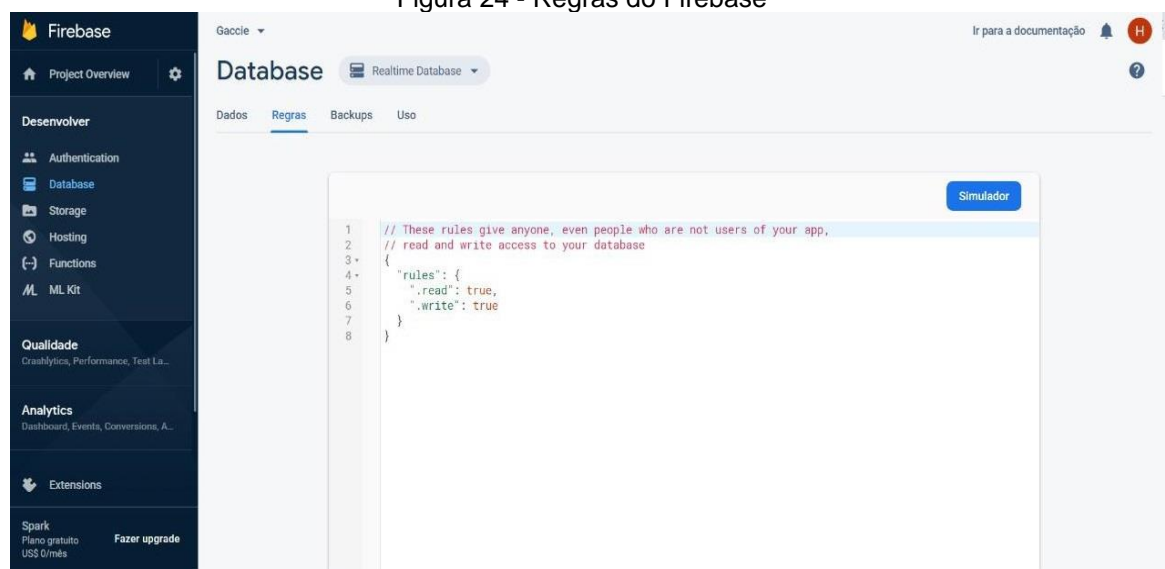 Figura 24 - Regras do Firebase
Firebase
Gaccie
Ir para a documentação
H
Project Overview
Database
Realtime Database
?
Desenvolver
Dados Regras Backups Uso
Authentication
Database
Storage
Hosting
Functions
ML Kit
Simulador
1 // These rules give anyone, even people who are not users of your app,
2 // read and write access to your database
3 {
4 "rules": {
5 ".read": true,
6 ".write": true
7 }
8 }
Qualidade
Crashlytics, Performance, Test La...
Analytics
Dashboard, Events, Conversions, A...
Extensions
Spark
Plano gratuito
US$ 0/mês
Fazer upgrade